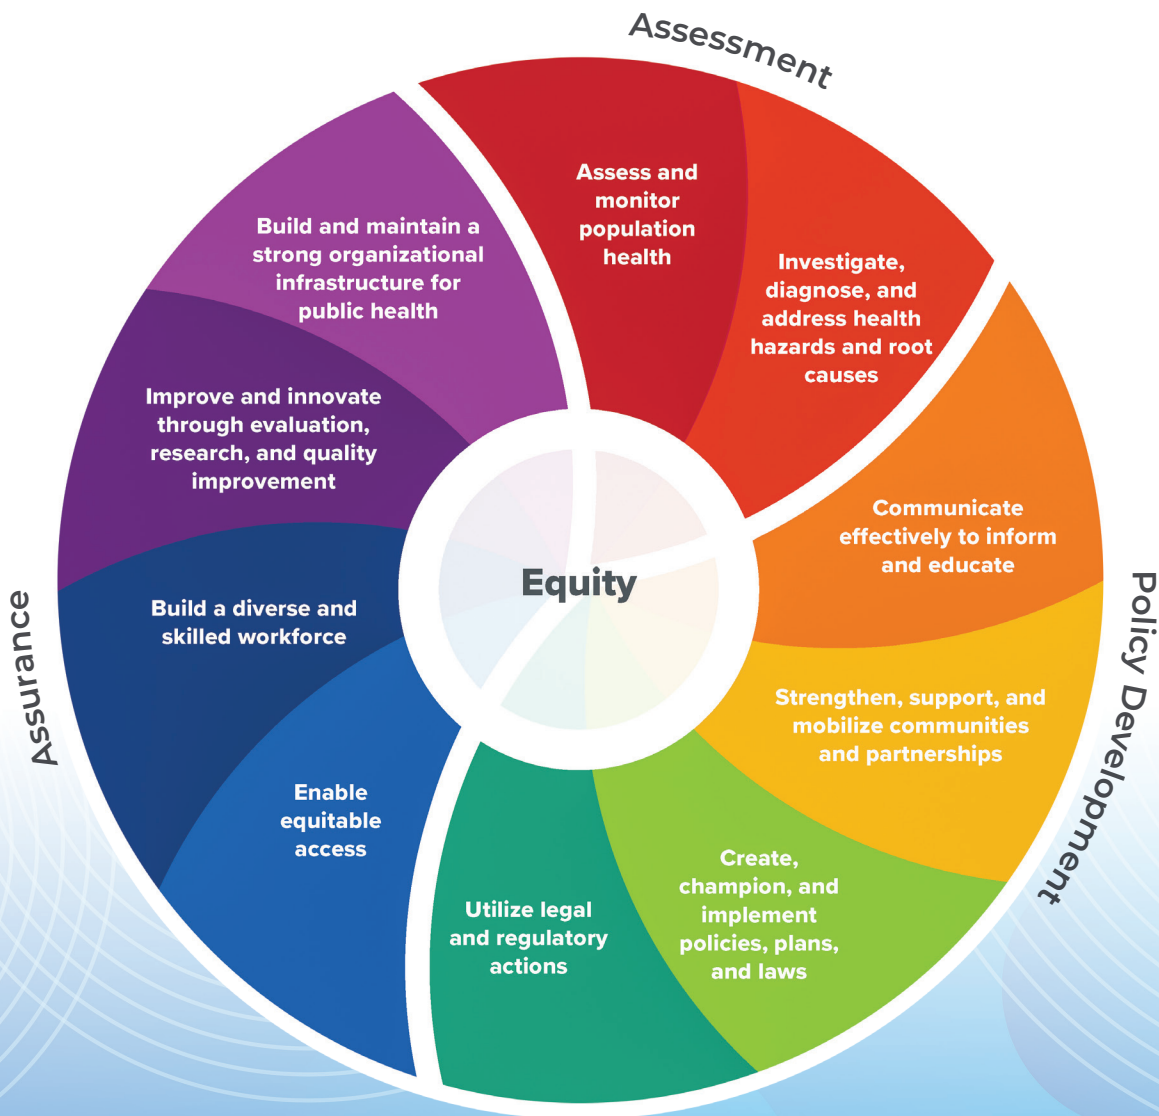 Assessment
Assess and
monitor
population
health
Investigate,
diagnose, and
address health
hazards and root
causes
Policy Development
Communicate
effectively to inform
and educate
Strengthen, support, and
mobilize communities
and partnerships
Create,
champion, and
implement
policies, plans,
and laws
Utilize legal
and regulatory
actions
Assurance
Enable
equitable
access
Build a diverse and
skilled workforce
Improve and innovate
through evaluation,
research, and quality
improvement
Build and maintain a
strong organizational
infrastructure for
public health
Equity